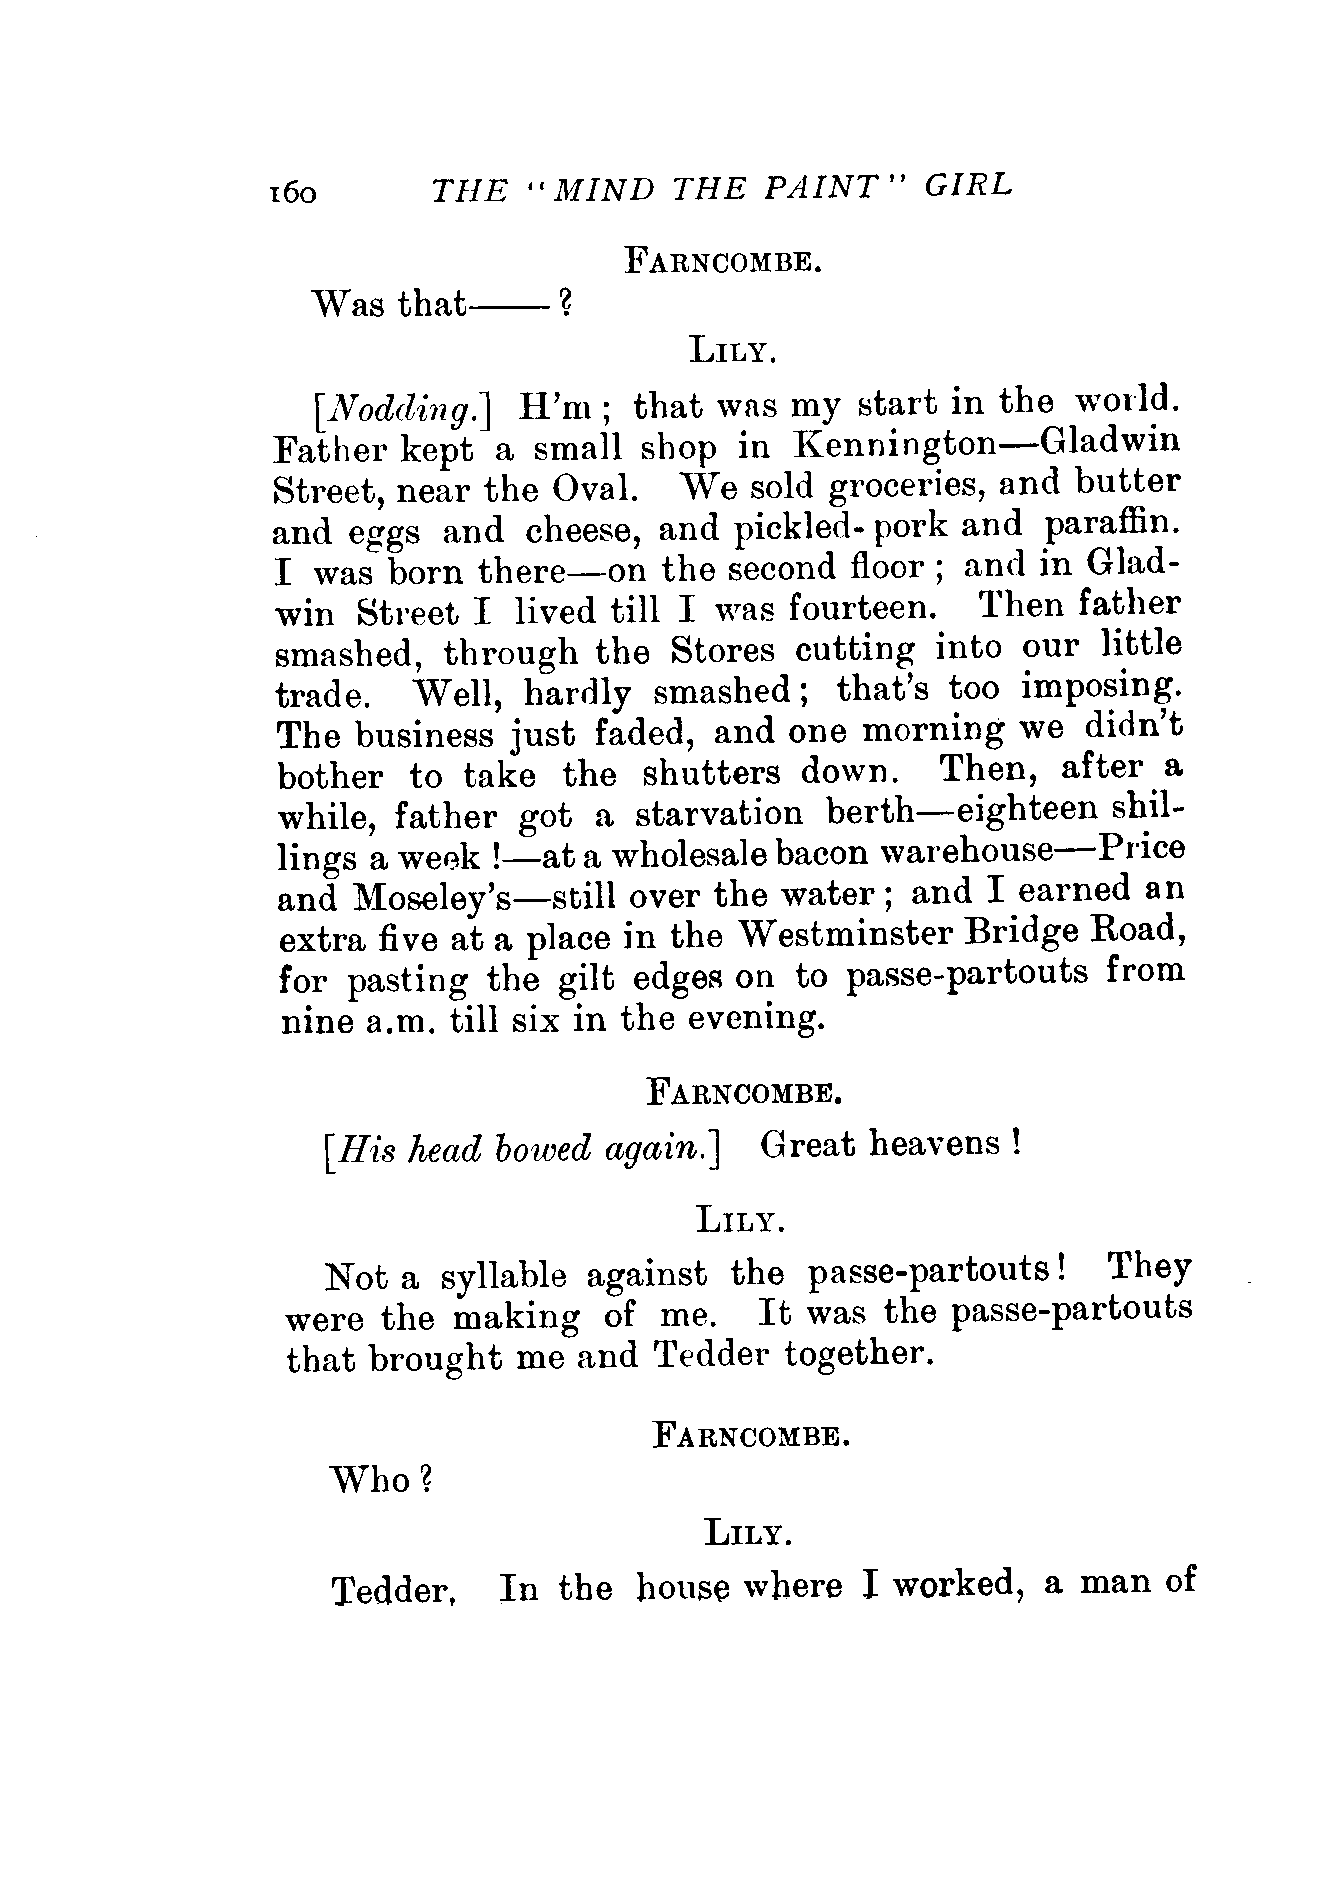 160 THE "MIND THE PAINT" GIRL
FARNCOMBE.
Was that——?
LILY.
[Nodding.] H'm; that was my start in the world.
Father kept a small shop in Kennington—Gladwin
Street, near the Oval. We sold groceries, and butter
and eggs and cheese, and pickled-pork and paraffin.
I was born there—on the second floor; and in Glad-
win Street I lived till I was fourteen. Then father
smashed, through the Stores cutting into our little
trade. Well, hardly smashed; that's too imposing.
The business just faded, and one morning we didn't
bother to take the shutters down. Then, after a
while, father got a starvation berth—eighteen shil-
lings a week!—at a wholesale bacon warehouse—Price
and Moseley's—still over the water; and I earned an
extra five at a place in the Westminster Bridge Road,
for pasting the gilt edges on to passe-partouts from
nine a.m. till six in the evening.
FARNCOMBE.
[His head bowed again.] Great heavens!
LILY.
Not a syllable against the passe-partouts! They
were the making of me. It was the passe-partouts
that brought me and Tedder together.
FARNCOMBE.
Who?
LILY.
Tedder. In the house where I worked, a man of